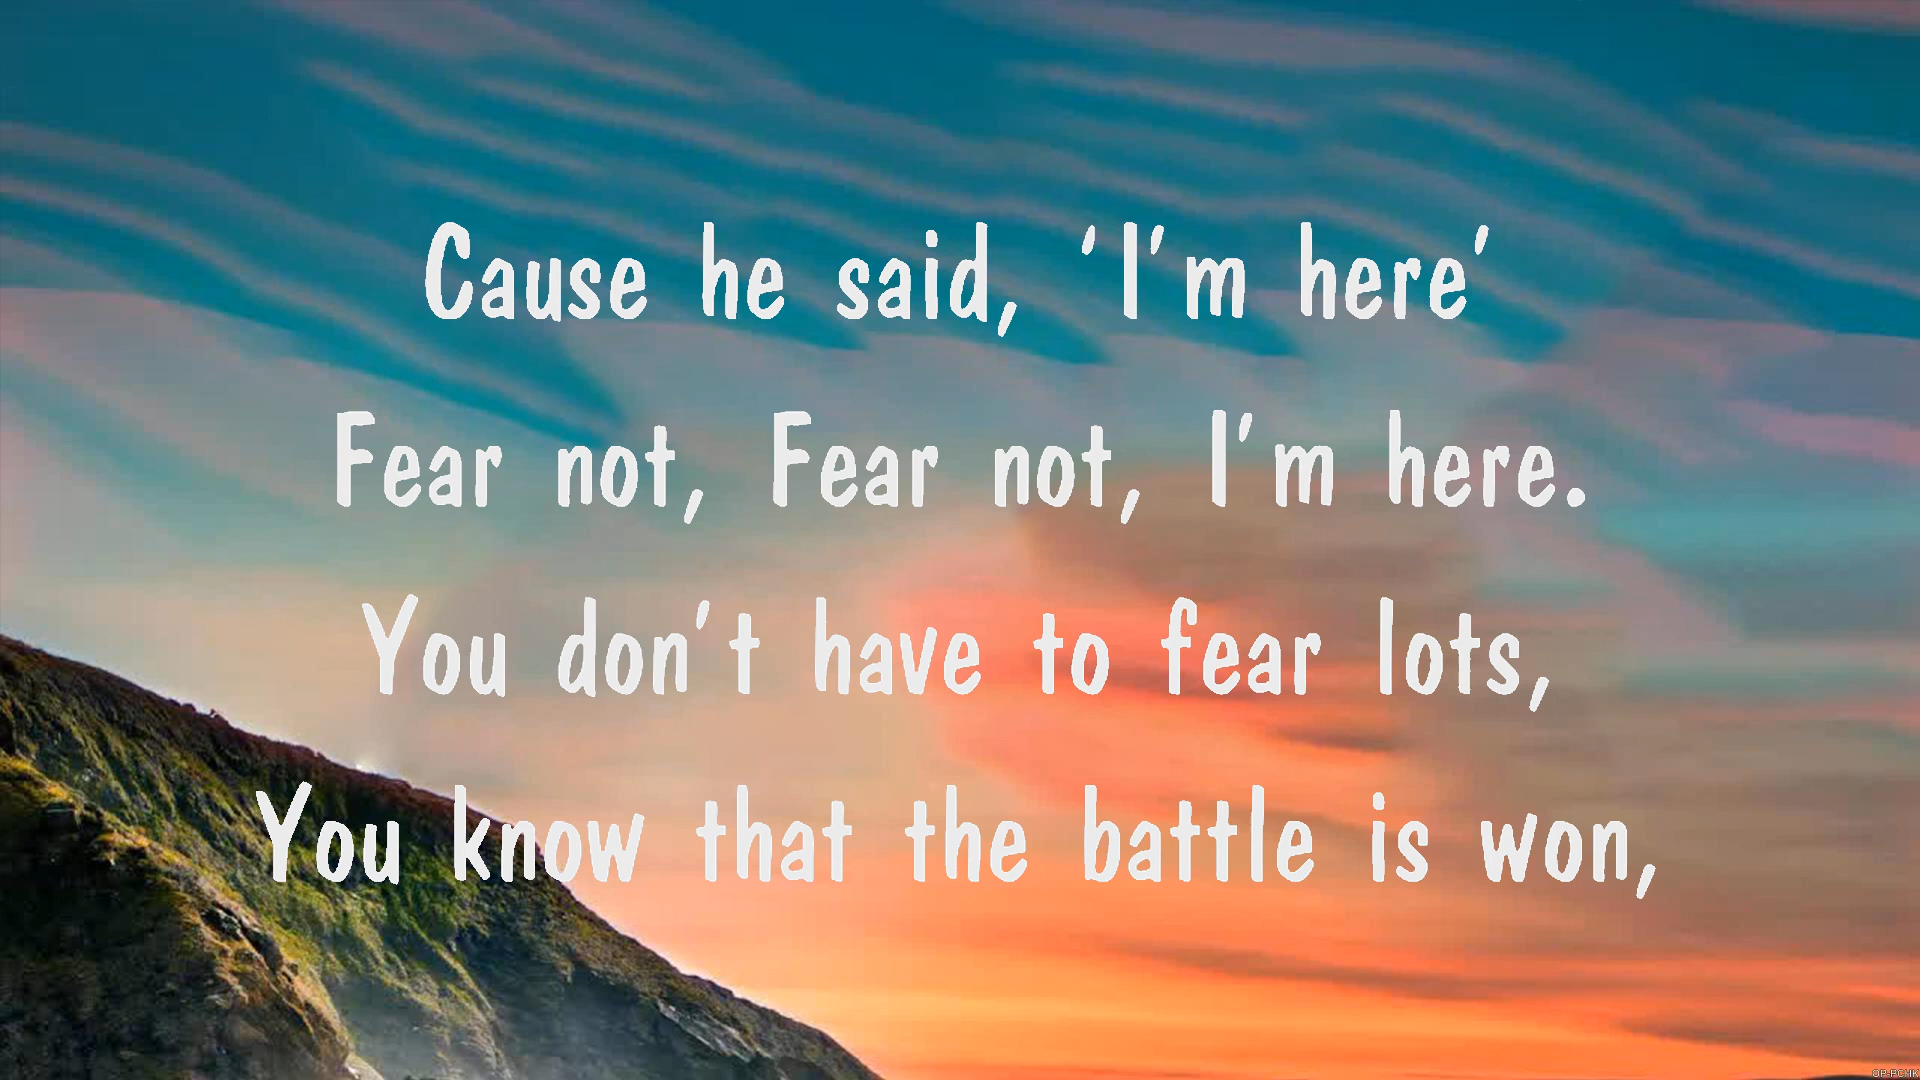 Cause he said, ‘I’m here’
Fear not, Fear not, I’m here.
You don’t have to fear lots,
You know that the battle is won,